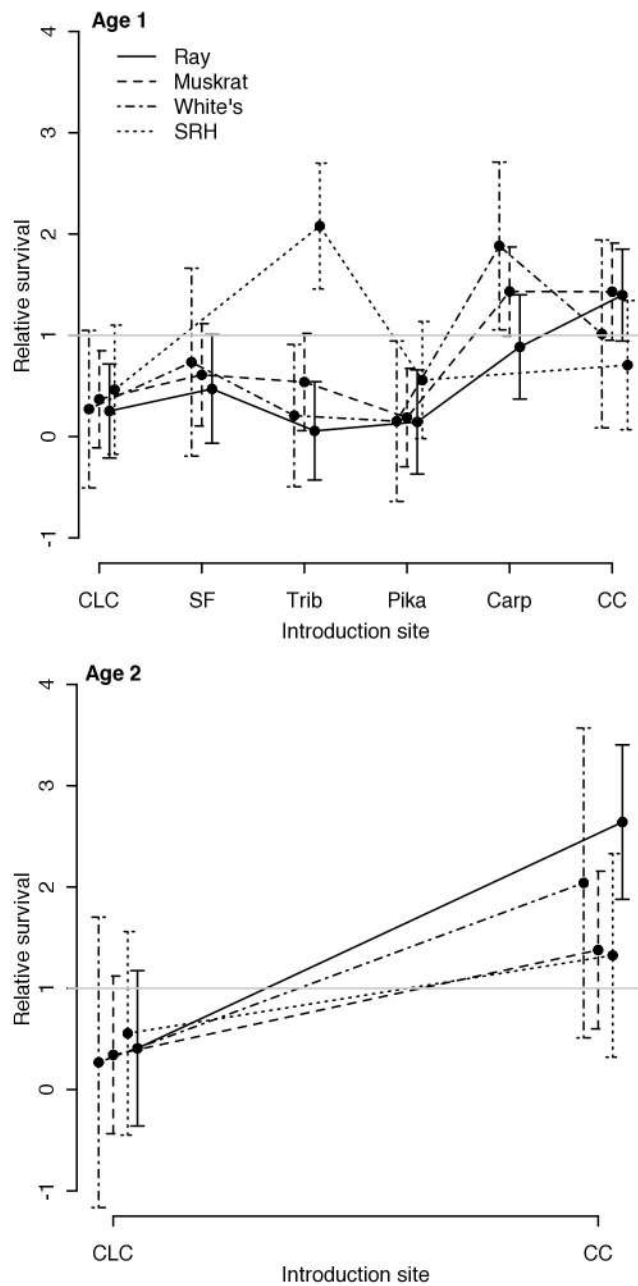 Age 1
Ray
Muskrat
White's
SRH
4
3
2
1
0
-1
Relative survival
CLC SF Trib Pika Carp CC
Introduction site
Age 2
4
3
2
1
0
-1
Relative survival
CLC CC
Introduction site